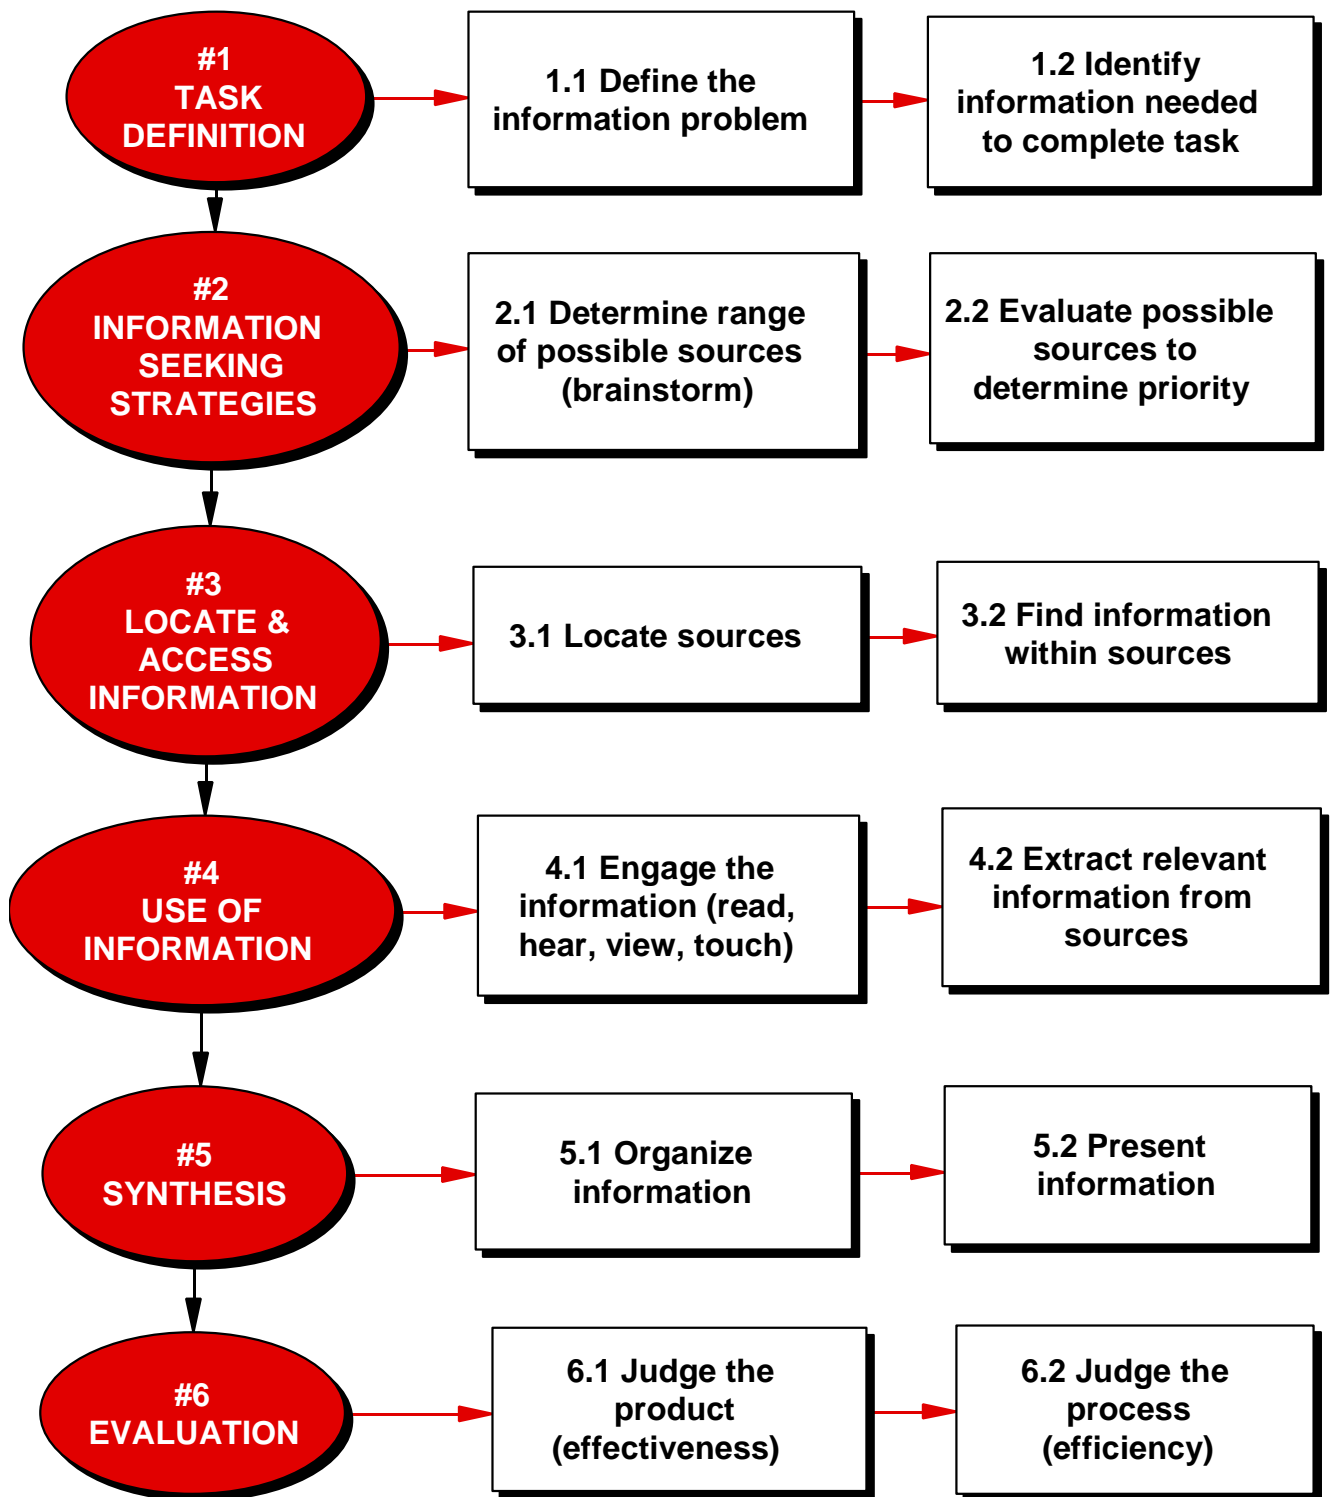 #1
TASK
DEFINITION
1.1 Define the
information problem
1.2 Identify
information needed
to complete task
#2
INFORMATION
SEEKING
STRATEGIES
2.1 Determine range
of possible sources
(brainstorm)
2.2 Evaluate possible
sources to
determine priority
#3
LOCATE &
ACCESS
INFORMATION
3.1 Locate sources
3.2 Find information
within sources
#4
USE OF
INFORMATION
4.1 Engage the
information (read,
hear, view, touch)
4.2 Extract relevant
information from
sources
#5
SYNTHESIS
5.1 Organize
information
5.2 Present
information
#6
EVALUATION
6.1 Judge the
product
(effectiveness)
6.2 Judge the
process
(efficiency)